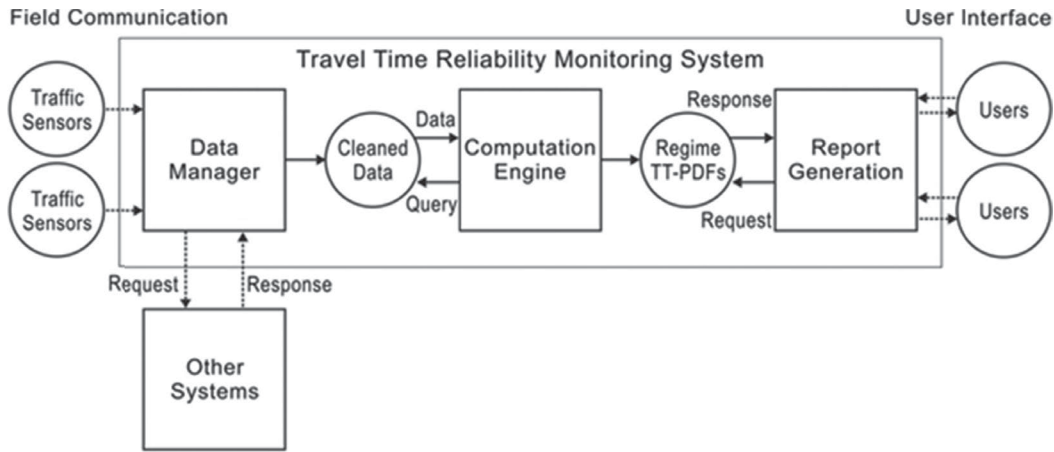 Field Communication
User Interface
Travel Time Reliability Monitoring System
Traffic
Sensors
Traffic
Sensors
Data
Manager
Cleaned
Data
Data
Query
Computation
Engine
Regime
TT-PDFs
Response
Request
Report
Generation
Users
Users
Request
Response
Other
Systems